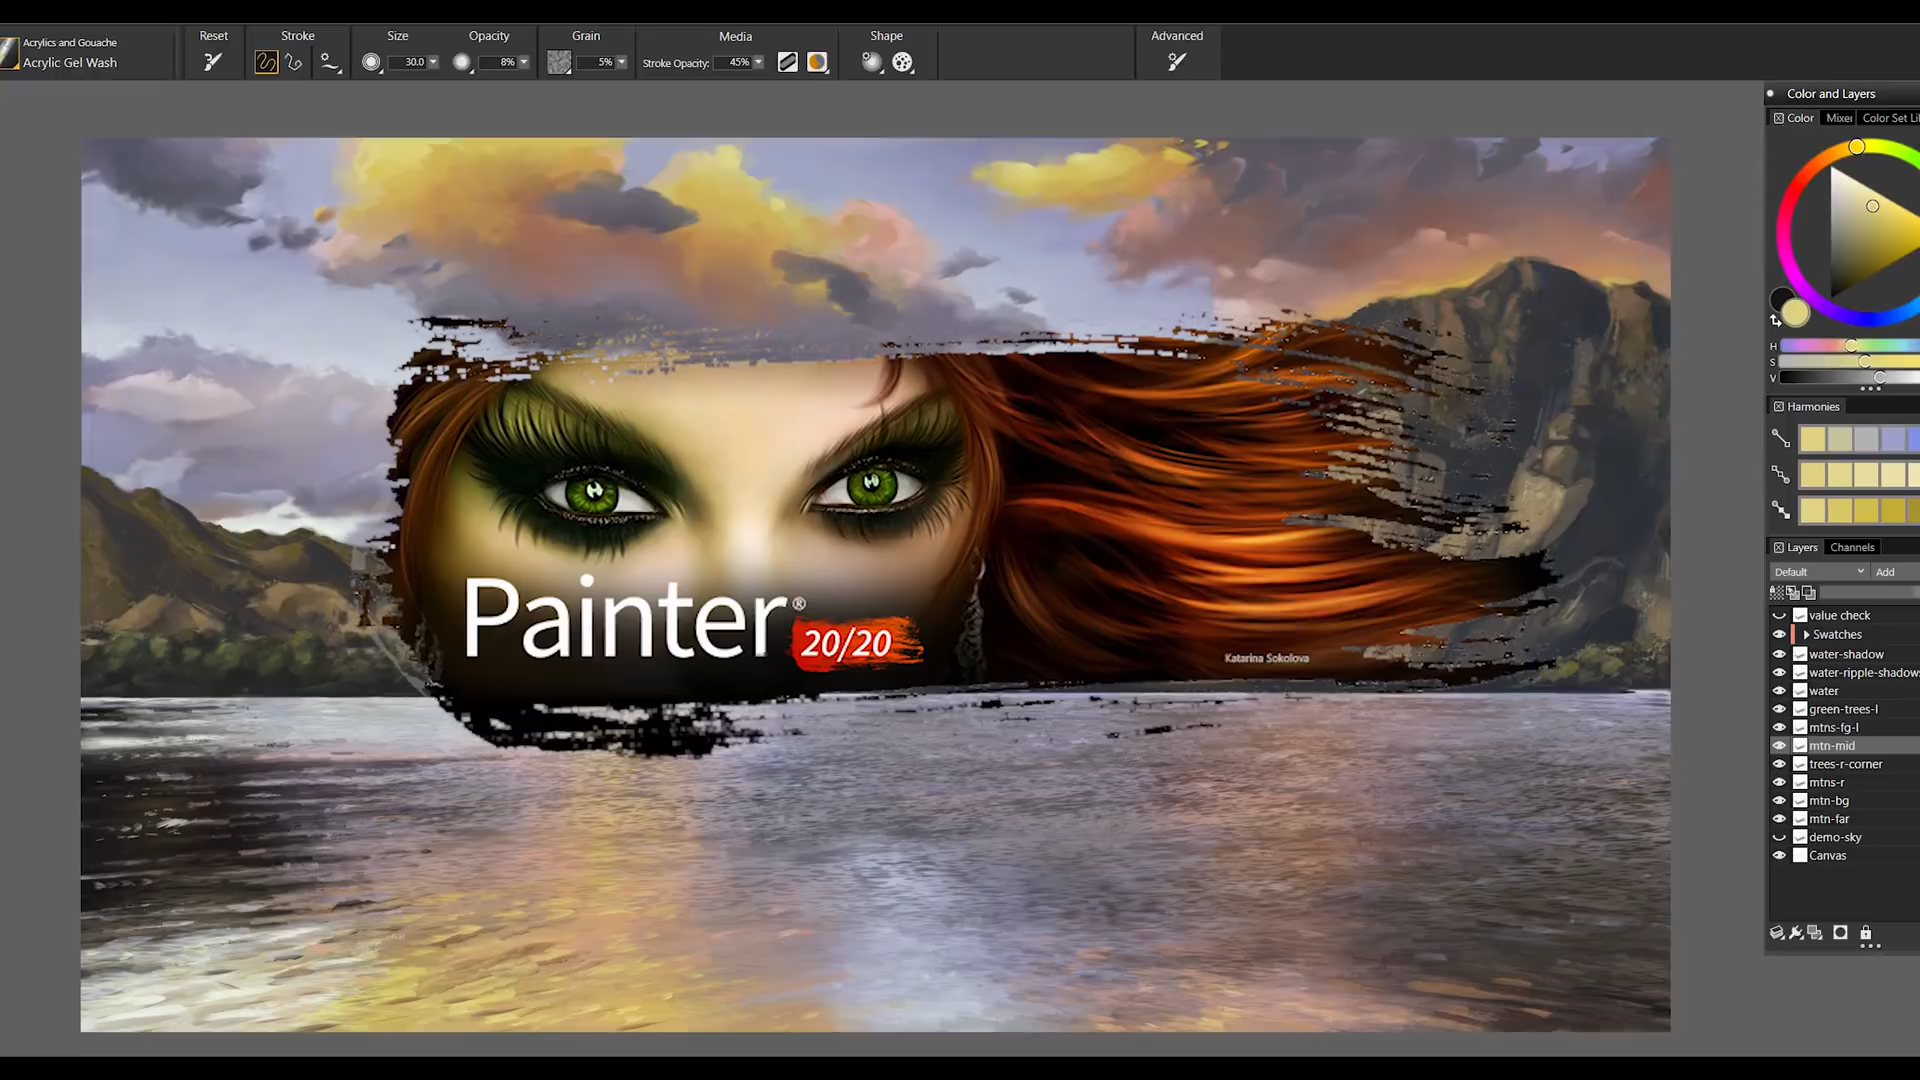 Reset Stroke Size Opacity Grain Media Shape Advanced
Acrylics and Gouache
Acrylic Gel Wash
30.0 8% 5% Stroke Opacity: 45%
Color and Layers
Color Mixer Color Set Li
H
S
V
Harmonies
Layers Channels
Default Add
value check
Swatches
water-shadow
water-ripple-shadows
water
green-trees-l
mtns-fg-l
mtn-mid
trees-r-corner
mtns-r
mtn-bg
mtn-far
demo-sky
Canvas
Painter®
20/20
Katarina Sokolova